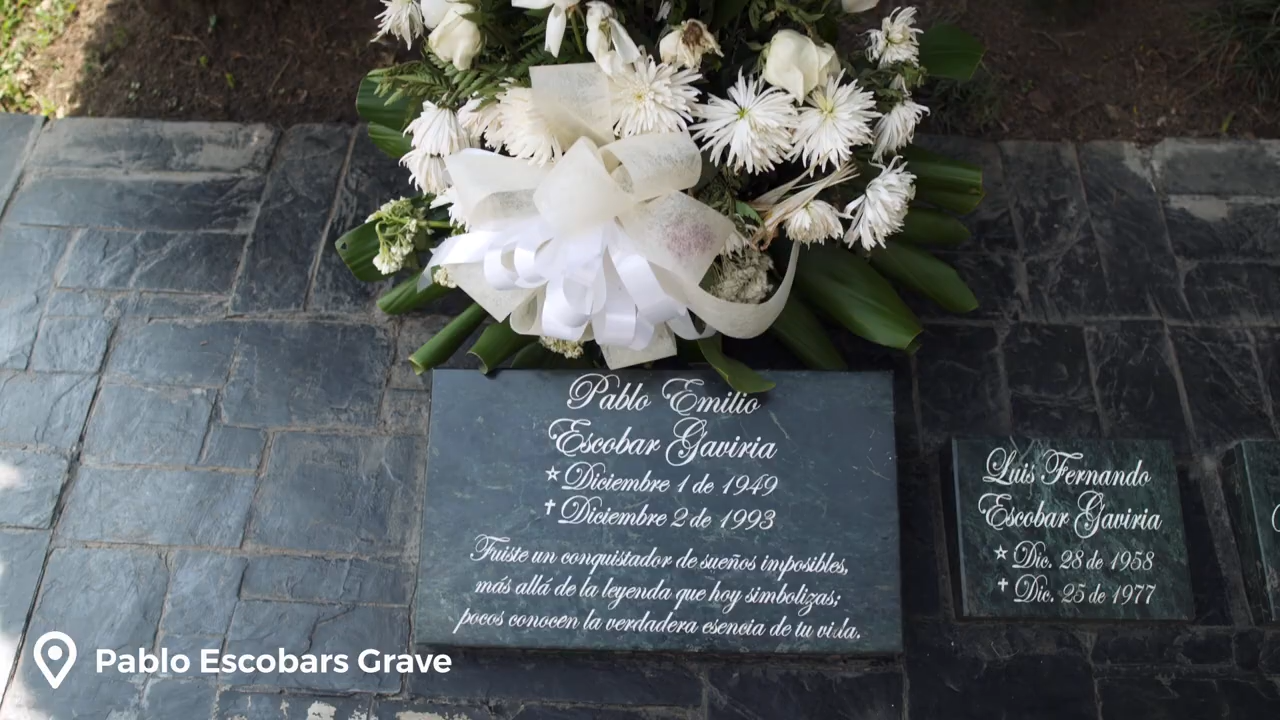 Pablo Emilio
Escobar Gaviria
☆ Diciembre 1 de 1949
✝ Diciembre 2 de 1993
Fuiste un conquistador de sueños imposibles,
más allá de la leyenda que hoy simbolizas;
pocos conocen la verdadera esencia de tu vida.
Luis Fernando
Escobar Gaviria
☆ Dic. 28 de 1958
✝ Dic. 25 de 1977
Pablo Escobars Grave